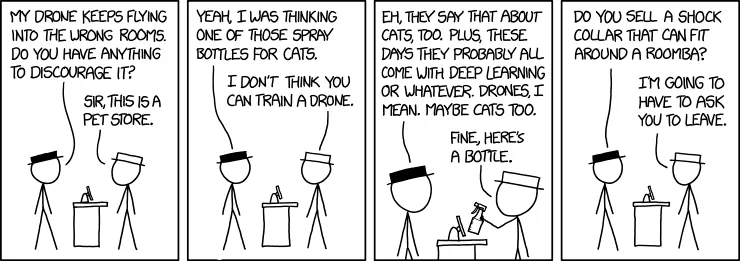 MY DRONE KEEPS FLYING
INTO THE WRONG ROOMS.
DO YOU HAVE ANYTHING
TO DISCOURAGE IT?
SIR, THIS IS A
PET STORE.
YEAH, I WAS THINKING
ONE OF THOSE SPRAY
BOTTLES FOR CATS.
I DON'T THINK YOU
CAN TRAIN A DRONE.
EH, THEY SAY THAT ABOUT
CATS, TOO. PLUS, THESE
DAYS THEY PROBABLY ALL
COME WITH DEEP LEARNING
OR WHATEVER. DRONES, I
MEAN. MAYBE CATS TOO.
FINE, HERE'S
A BOTTLE.
DO YOU SELL A SHOCK
COLLAR THAT CAN FIT
AROUND A ROOMBA?
I'M GOING TO
HAVE TO ASK
YOU TO LEAVE.